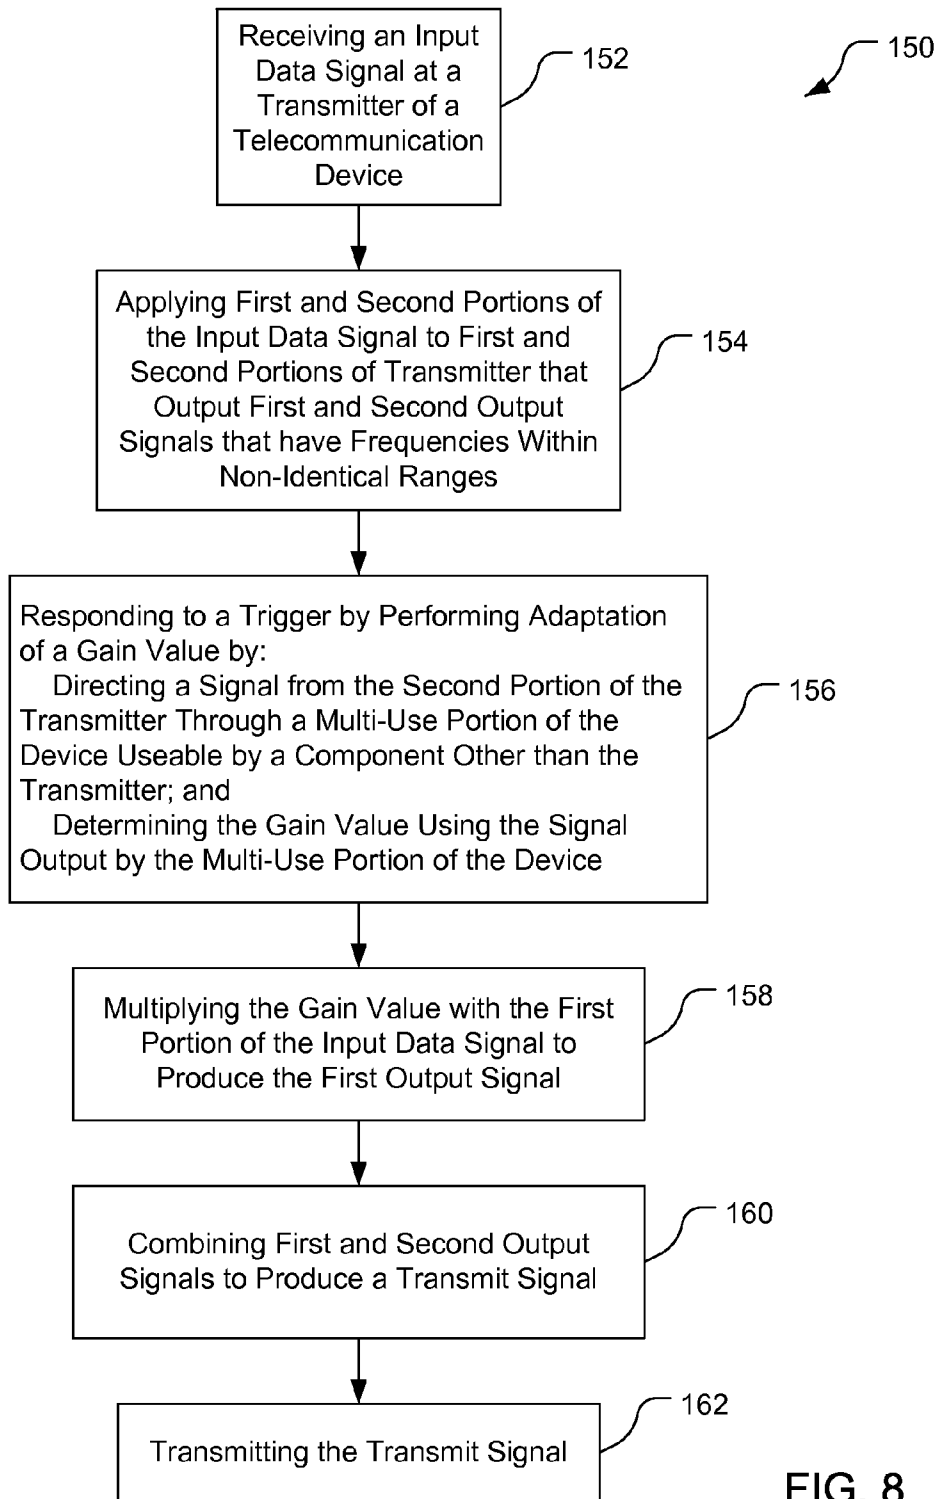 Receiving an Input
Data Signal at a
Transmitter of a
Telecommunication
Device
152
150
Applying First and Second Portions of
the Input Data Signal to First and
Second Portions of Transmitter that
Output First and Second Output
Signals that have Frequencies Within
Non-Identical Ranges
154
Responding to a Trigger by Performing Adaptation
of a Gain Value by:
Directing a Signal from the Second Portion of the
Transmitter Through a Multi-Use Portion of the
Device Useable by a Component Other than the
Transmitter; and
Determining the Gain Value Using the Signal
Output by the Multi-Use Portion of the Device
156
Multiplying the Gain Value with the First
Portion of the Input Data Signal to
Produce the First Output Signal
158
Combining First and Second Output
Signals to Produce a Transmit Signal
160
Transmitting the Transmit Signal
162
FIG. 8